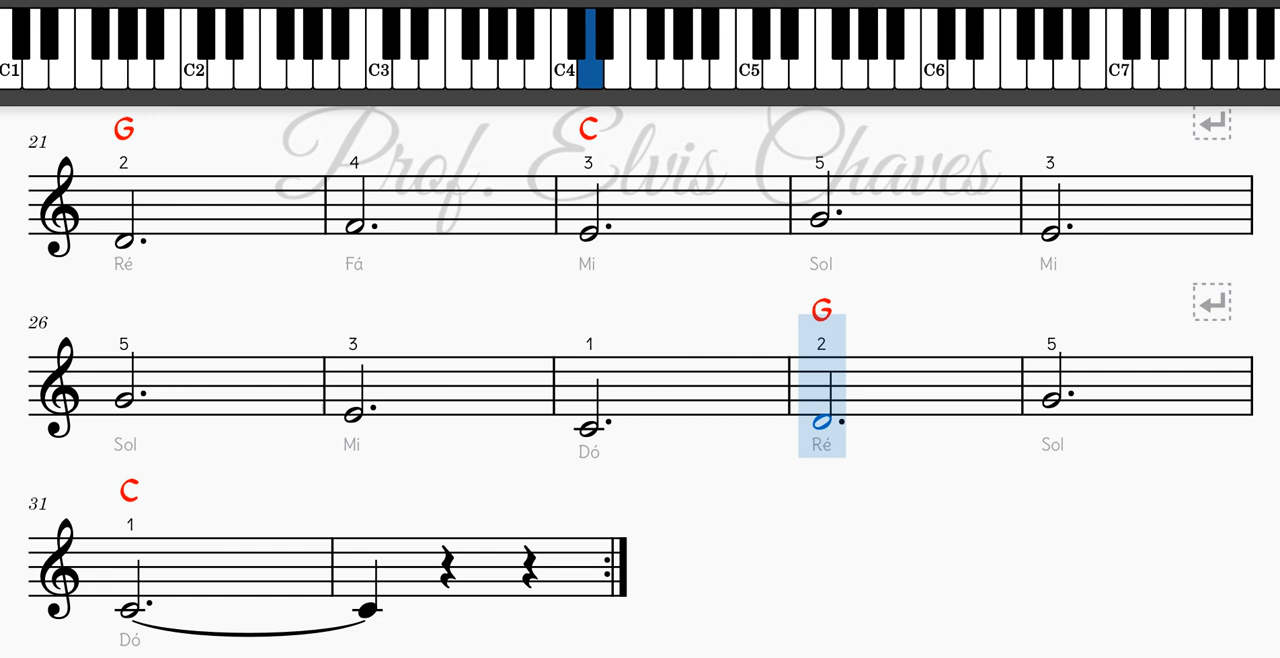 C1 C2 C3 C4 C5 C6 C7
Prof. Elvis Chaves
G C
21
2 4 3 5 3
Ré Fá Mi Sol Mi
G
26
5 3 1 2 5
Sol Mi Dó Ré Sol
C
31
1
Dó